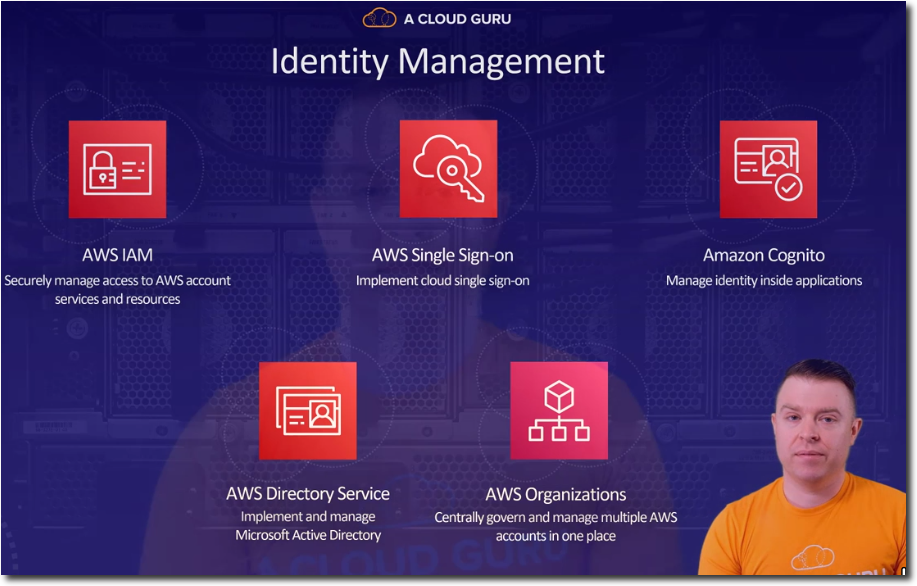 A CLOUD GURU
Identity Management
AWS IAM
Securely manage access to AWS account
services and resources
AWS Single Sign-on
Implement cloud single sign-on
Amazon Cognito
Manage identity inside applications
AWS Directory Service
Implement and manage
Microsoft Active Directory
AWS Organizations
Centrally govern and manage multiple AWS
accounts in one place
A CLOUD GURU